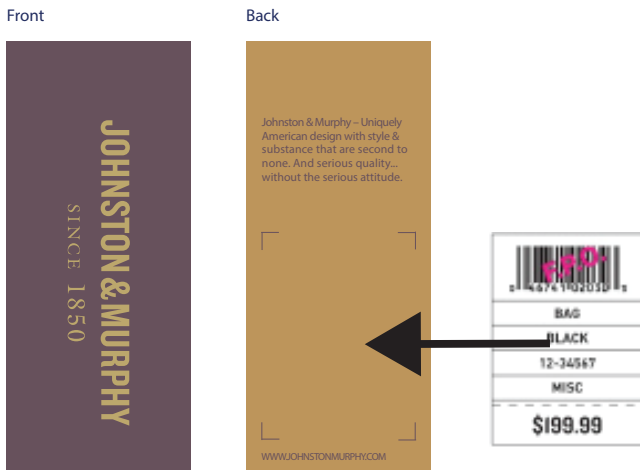 Front
Back
JOHNSTON & MURPHY
SINCE 1850
Johnston & Murphy – Uniquely
American design with style &
substance that are second to
none. And serious quality...
without the serious attitude.
WWW.JOHNSTONMURPHY.COM
F.P.O.
BAG
BLACK
12-34567
MISC
$199.99